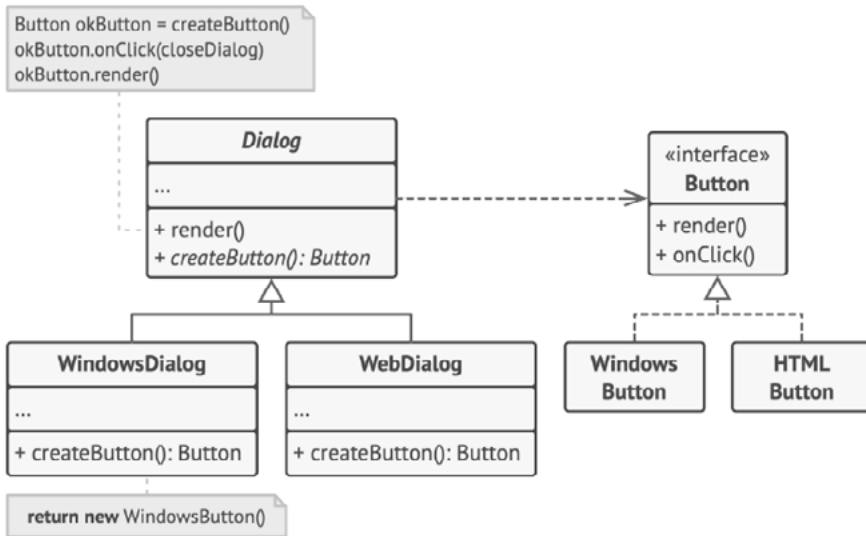 Button okButton = createButton()
okButton.onClick(closeDialog)
okButton.render()
Dialog
...
+ render()
+ createButton(): Button
«interface»
Button
+ render()
+ onClick()
WindowsDialog
...
+ createButton(): Button
WebDialog
...
+ createButton(): Button
Windows
Button
HTML
Button
return new WindowsButton()